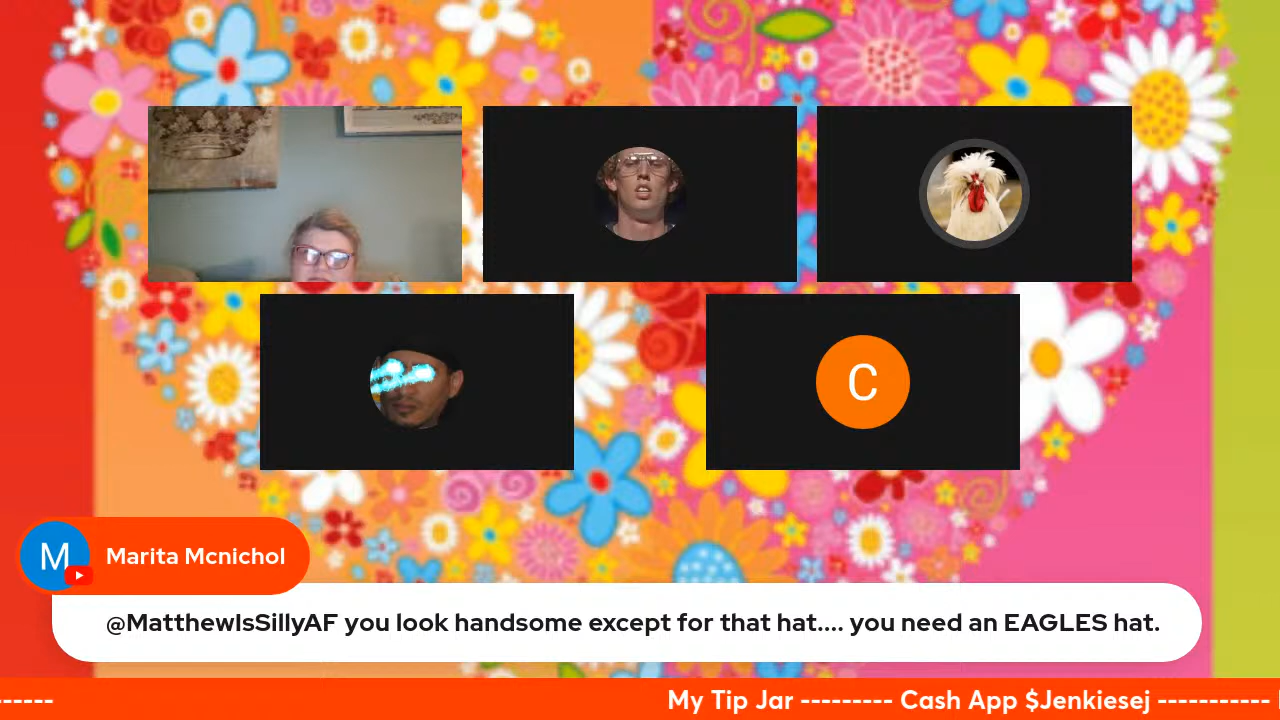 C
M
Marita Mcnichol
@MatthewIsSillyAF you look handsome except for that hat.... you need an EAGLES hat.
------ My Tip Jar --------- Cash App $Jenkiesej -----------